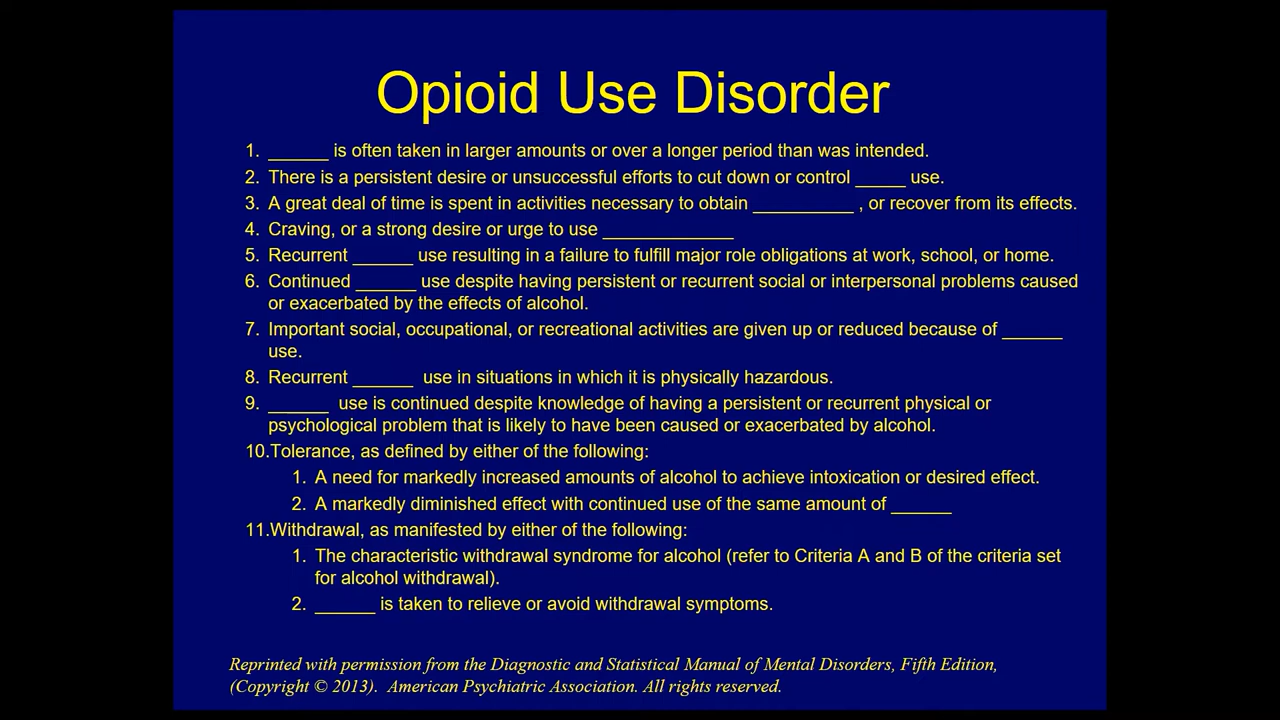 Opioid Use Disorder
1. ______ is often taken in larger amounts or over a longer period than was intended.
2. There is a persistent desire or unsuccessful efforts to cut down or control _____ use.
3. A great deal of time is spent in activities necessary to obtain __________ , or recover from its effects.
4. Craving, or a strong desire or urge to use _____________
5. Recurrent ______ use resulting in a failure to fulfill major role obligations at work, school, or home.
6. Continued ______ use despite having persistent or recurrent social or interpersonal problems caused
or exacerbated by the effects of alcohol.
7. Important social, occupational, or recreational activities are given up or reduced because of ______
use.
8. Recurrent ______ use in situations in which it is physically hazardous.
9. ______ use is continued despite knowledge of having a persistent or recurrent physical or
psychological problem that is likely to have been caused or exacerbated by alcohol.
10.Tolerance, as defined by either of the following:
1. A need for markedly increased amounts of alcohol to achieve intoxication or desired effect.
2. A markedly diminished effect with continued use of the same amount of ______
11.Withdrawal, as manifested by either of the following:
1. The characteristic withdrawal syndrome for alcohol (refer to Criteria A and B of the criteria set
for alcohol withdrawal).
2. ______ is taken to relieve or avoid withdrawal symptoms.
Reprinted with permission from the Diagnostic and Statistical Manual of Mental Disorders, Fifth Edition,
(Copyright © 2013). American Psychiatric Association. All rights reserved.